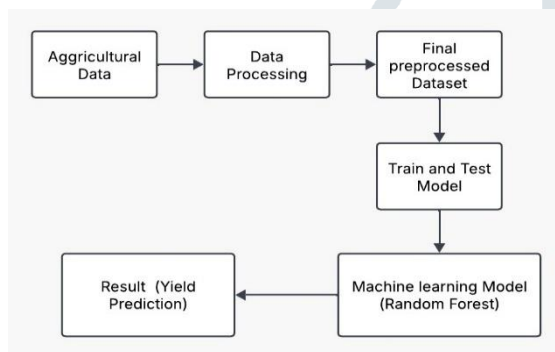 Aggricultural
Data
Data
Processing
Final
preprocessed
Dataset
Train and Test
Model
Machine learning Model
(Random Forest)
Result (Yield
Prediction)